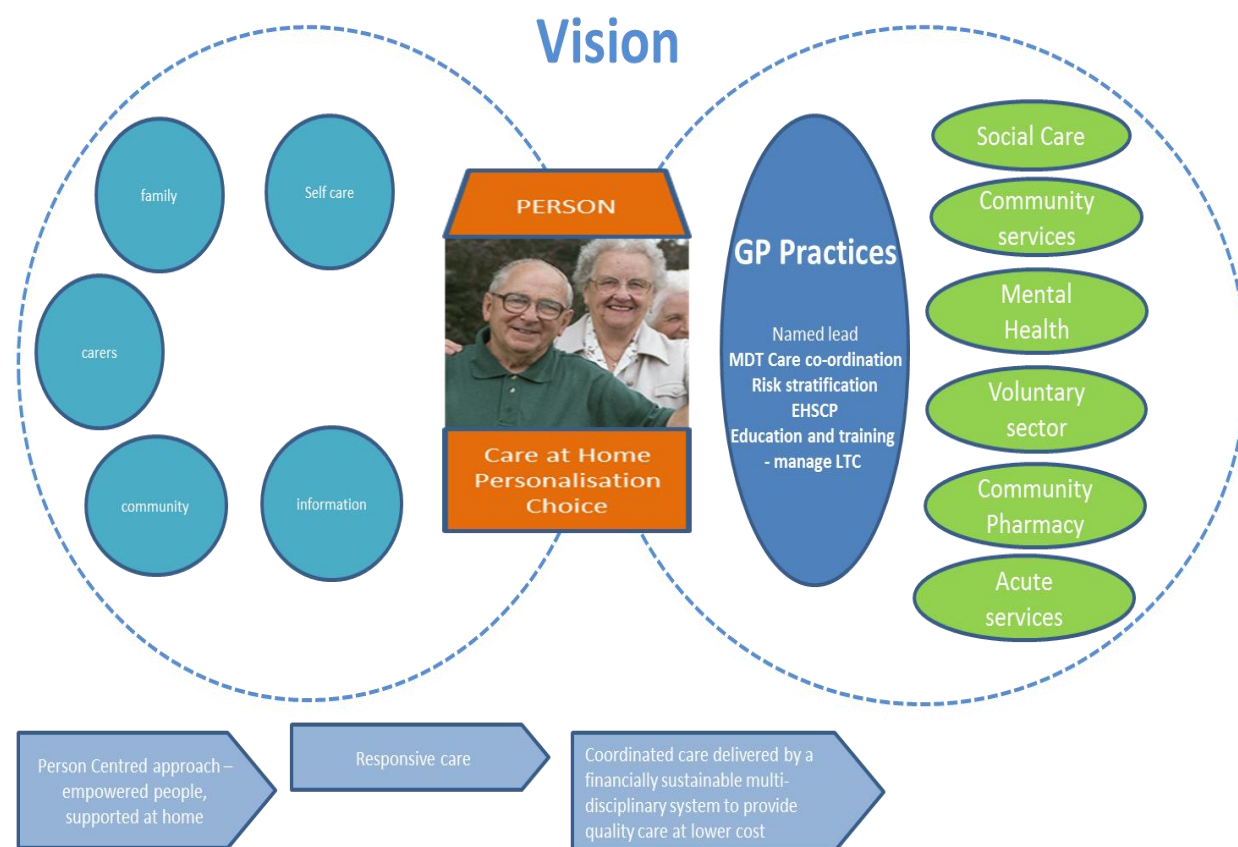 Vision
family
Self care
carers
community
information
PERSON
Care at Home
Personalisation
Choice
GP Practices
Named lead
MDT Care co-ordination
Risk stratification
EHSCP
Education and training
- manage LTC
Social Care
Community
services
Mental
Health
Voluntary
sector
Community
Pharmacy
Acute
services
Person Centred approach –
empowered people,
supported at home
Responsive care
Coordinated care delivered by a
financially sustainable multi-
disciplinary system to provide
quality care at lower cost